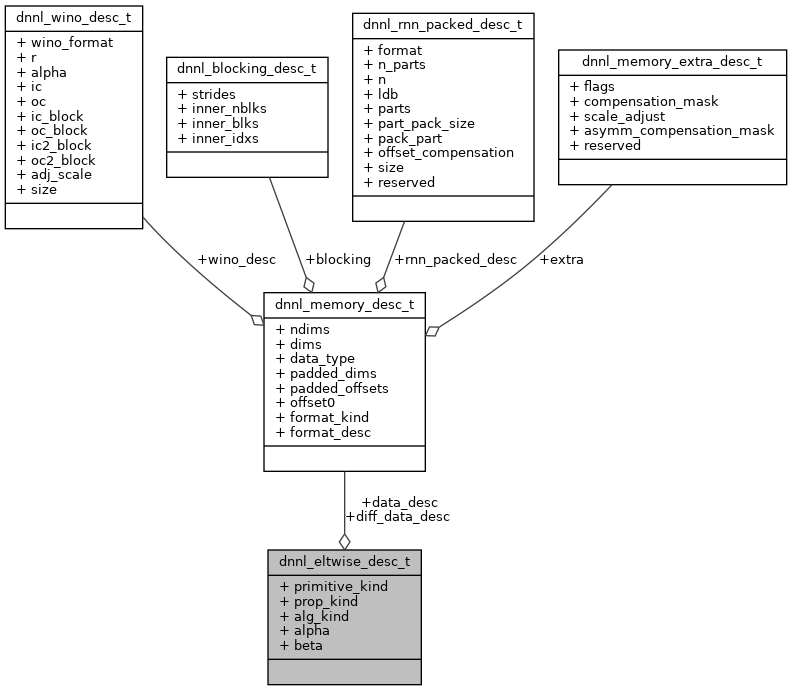 dnnl_wino_desc_t
+ wino_format
+ r
+ alpha
+ ic
+ oc
+ ic_block
+ oc_block
+ ic2_block
+ oc2_block
+ adj_scale
+ size
dnnl_blocking_desc_t
+ strides
+ inner_nblks
+ inner_blks
+ inner_idxs
dnnl_rnn_packed_desc_t
+ format
+ n_parts
+ n
+ ldb
+ parts
+ part_pack_size
+ pack_part
+ offset_compensation
+ size
+ reserved
dnnl_memory_extra_desc_t
+ flags
+ compensation_mask
+ scale_adjust
+ asymm_compensation_mask
+ reserved
+wino_desc
+blocking
+rnn_packed_desc
+extra
dnnl_memory_desc_t
+ ndims
+ dims
+ data_type
+ padded_dims
+ padded_offsets
+ offset0
+ format_kind
+ format_desc
+data_desc
+diff_data_desc
dnnl_eltwise_desc_t
+ primitive_kind
+ prop_kind
+ alg_kind
+ alpha
+ beta